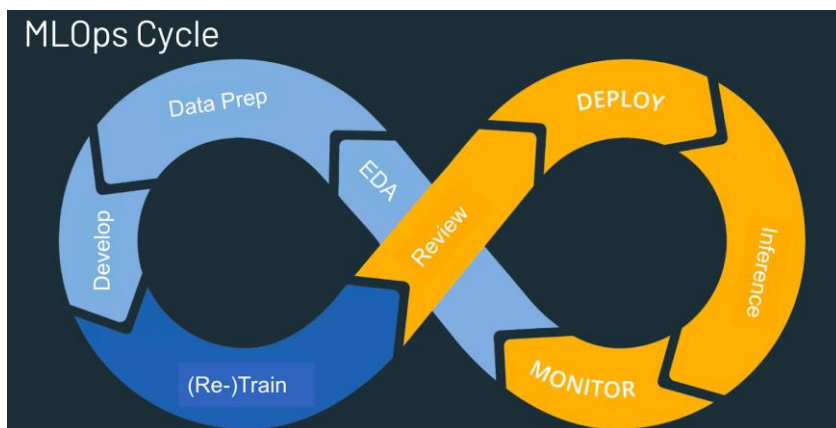 MLOps Cycle
Data Prep
DEPLOY
EDA
Review
Develop
Inference
(Re-)Train
MONITOR